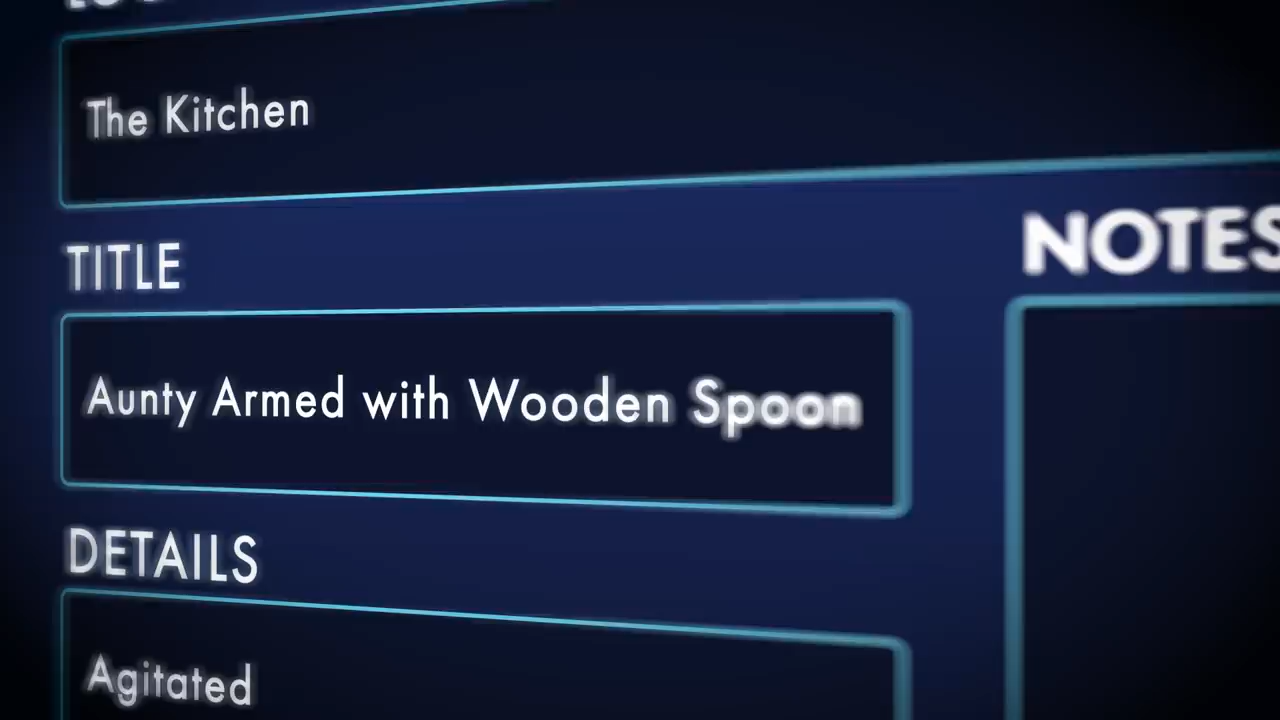 The Kitchen
TITLE
NOTES
Aunty Armed with Wooden Spoon
DETAILS
Agitated